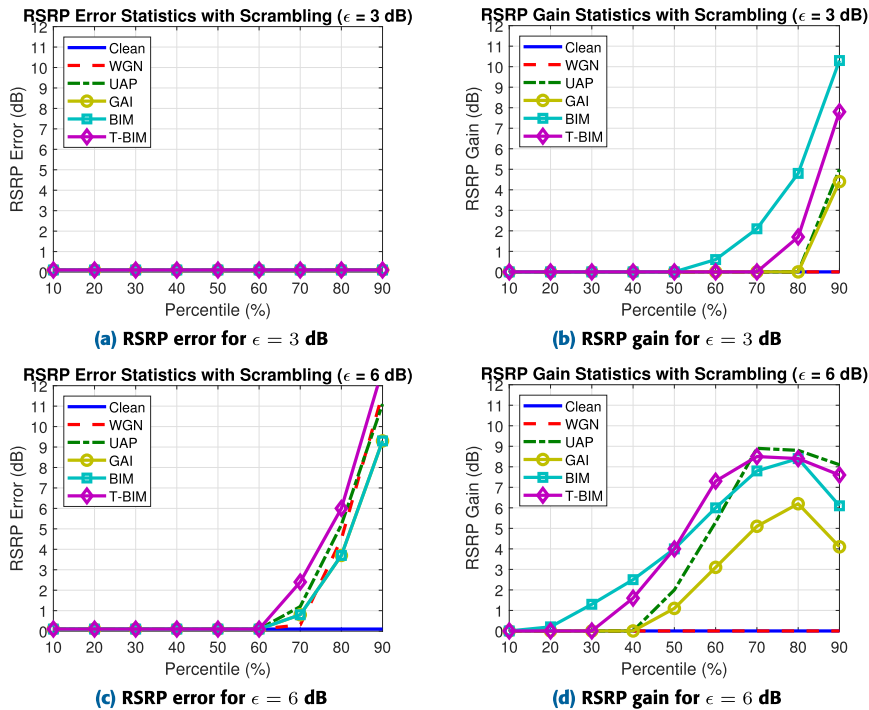 RSRP Error Statistics with Scrambling (ϵ = 3 dB)
12
11
10
9
8
7
6
5
4
3
2
1
0
RSRP Error (dB)
Clean
WGN
UAP
GAI
BIM
T-BIM
10 20 30 40 50 60 70 80 90
Percentile (%)
(a) RSRP error for ϵ = 3 dB
RSRP Gain Statistics with Scrambling (ϵ = 3 dB)
12
11
10
9
8
7
6
5
4
3
2
1
0
RSRP Gain (dB)
Clean
WGN
UAP
GAI
BIM
T-BIM
10 20 30 40 50 60 70 80 90
Percentile (%)
(b) RSRP gain for ϵ = 3 dB
RSRP Error Statistics with Scrambling (ϵ = 6 dB)
12
11
10
9
8
7
6
5
4
3
2
1
0
RSRP Error (dB)
Clean
WGN
UAP
GAI
BIM
T-BIM
10 20 30 40 50 60 70 80 90
Percentile (%)
(c) RSRP error for ϵ = 6 dB
RSRP Gain Statistics with Scrambling (ϵ = 6 dB)
12
11
10
9
8
7
6
5
4
3
2
1
0
RSRP Gain (dB)
Clean
WGN
UAP
GAI
BIM
T-BIM
10 20 30 40 50 60 70 80 90
Percentile (%)
(d) RSRP gain for ϵ = 6 dB